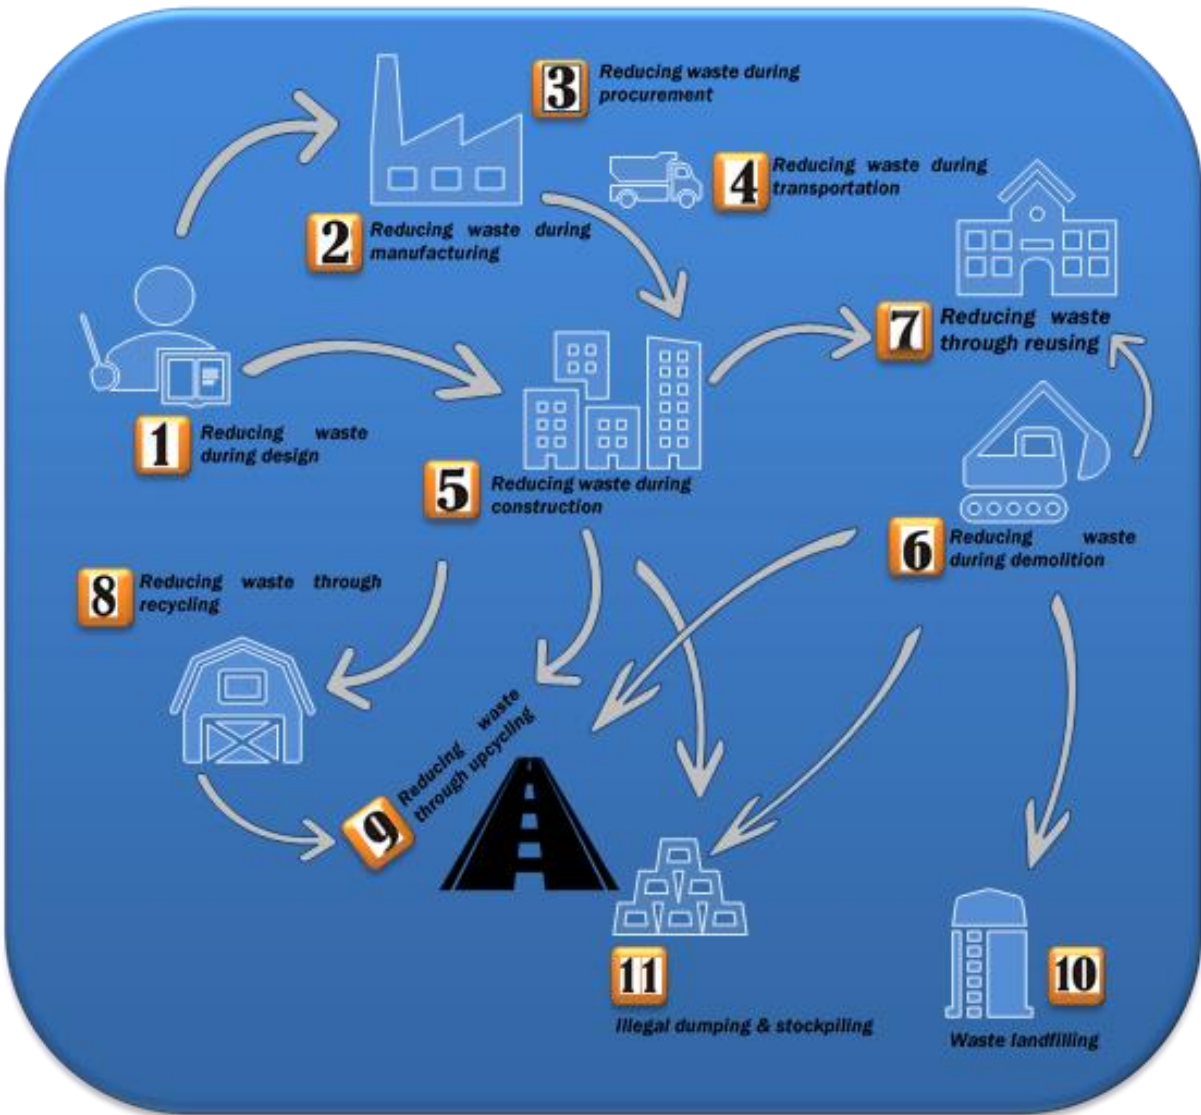 3
Reducing waste during
procurement
4
Reducing waste during
transportation
2
Reducing waste during
manufacturing
7
Reducing waste
through reusing
1
Reducing waste
during design
5
Reducing waste during
construction
6
Reducing waste
during demolition
8
Reducing waste through
recycling
9
Reducing waste
through upcycling
11
Illegal dumping & stockpiling
10
Waste landfilling